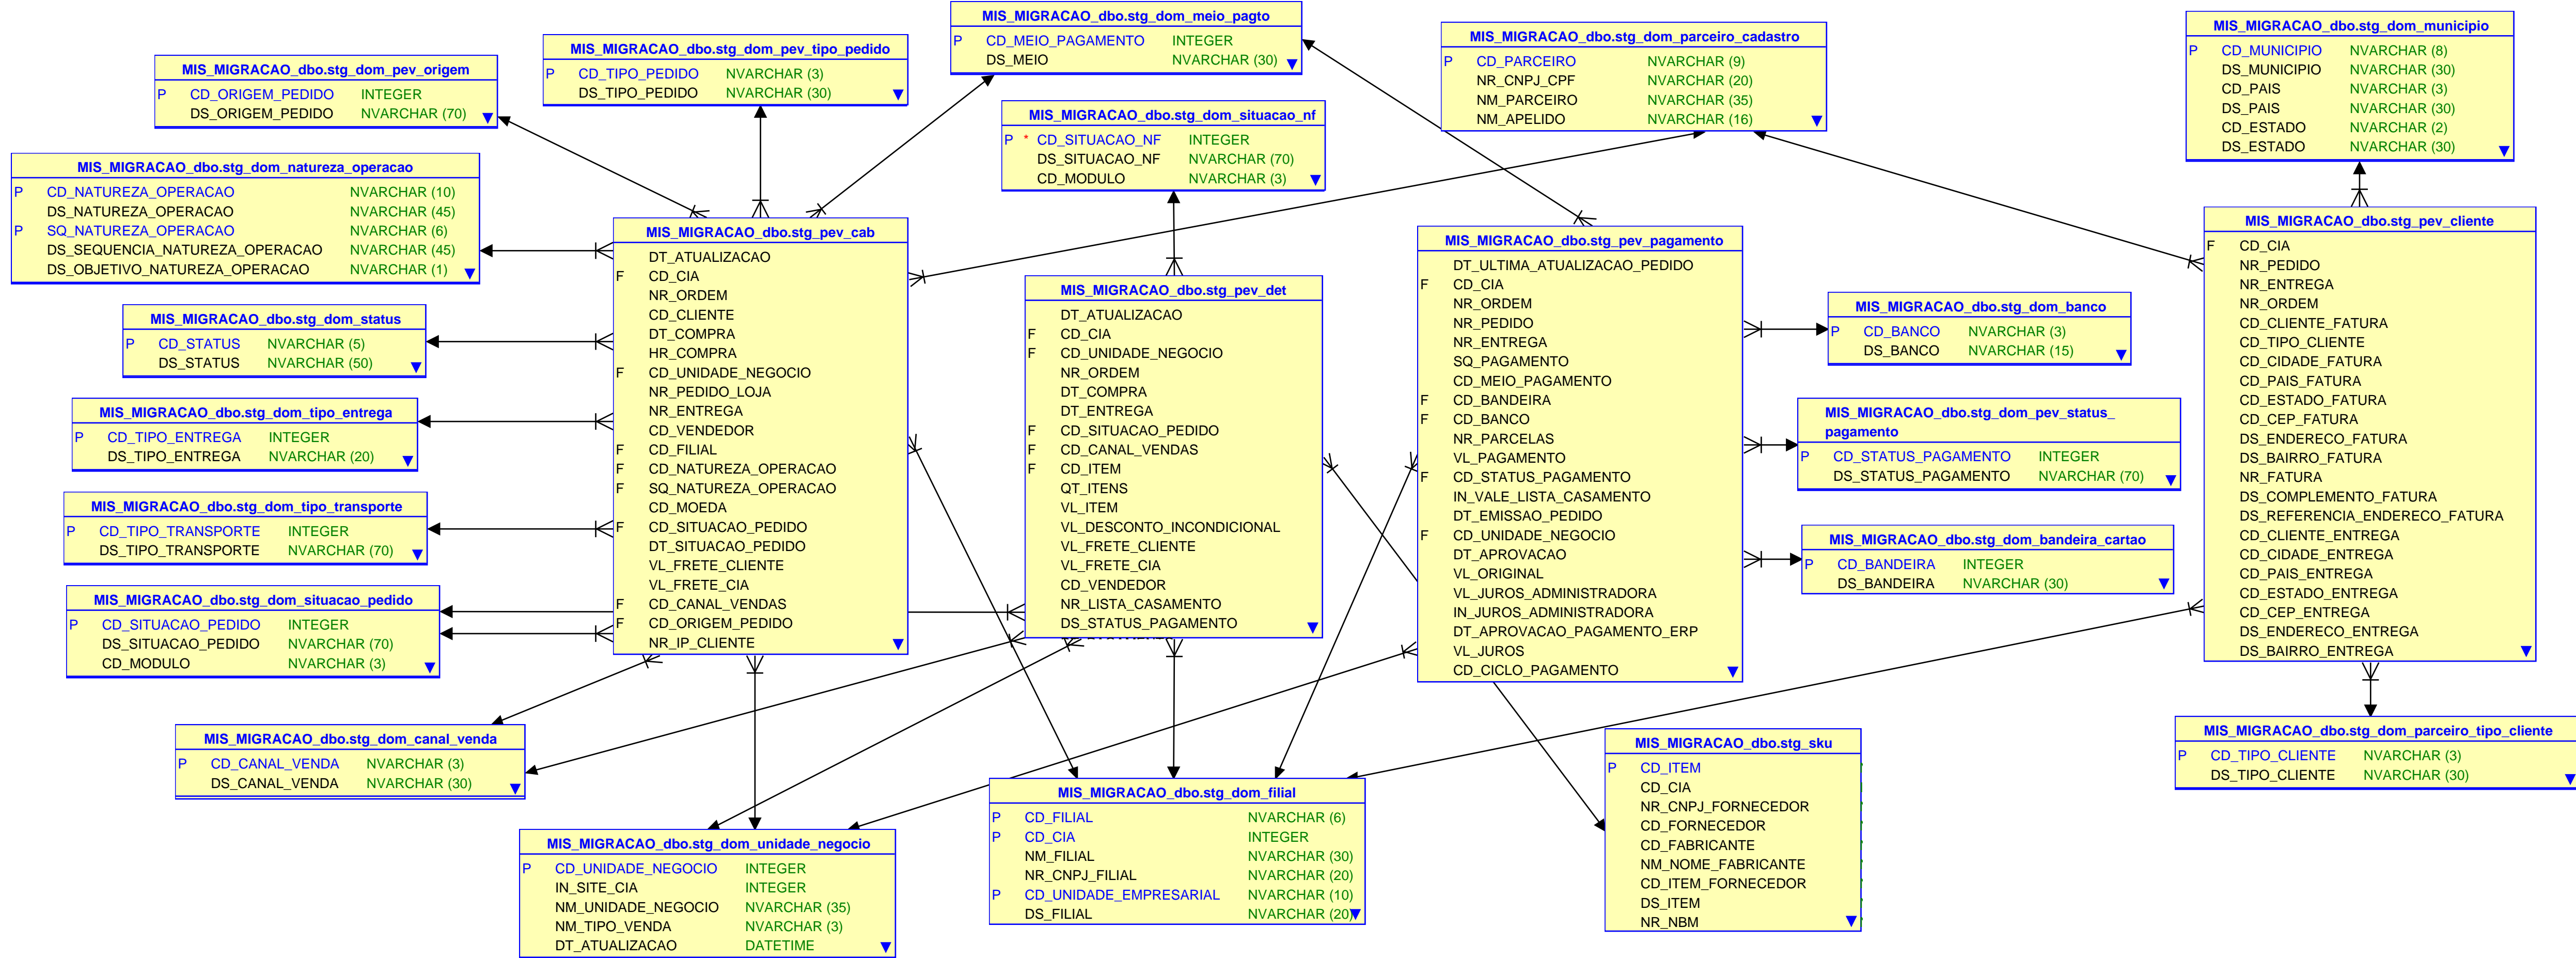 MIS_MIGRACAO_dbo.stg_dom_pev_origem
P CD_ORIGEM_PEDIDO INTEGER
DS_ORIGEM_PEDIDO NVARCHAR (70)
MIS_MIGRACAO_dbo.stg_dom_pev_tipo_pedido
P CD_TIPO_PEDIDO NVARCHAR (3)
DS_TIPO_PEDIDO NVARCHAR (30)
MIS_MIGRACAO_dbo.stg_dom_meio_pagto
P CD_MEIO_PAGAMENTO INTEGER
DS_MEIO NVARCHAR (30)
MIS_MIGRACAO_dbo.stg_dom_parceiro_cadastro
P CD_PARCEIRO NVARCHAR (9)
NR_CNPJ_CPF NVARCHAR (20)
NM_PARCEIRO NVARCHAR (35)
NM_APELIDO NVARCHAR (16)
MIS_MIGRACAO_dbo.stg_dom_municipio
P CD_MUNICIPIO NVARCHAR (8)
DS_MUNICIPIO NVARCHAR (30)
CD_PAIS NVARCHAR (3)
DS_PAIS NVARCHAR (30)
CD_ESTADO NVARCHAR (2)
DS_ESTADO NVARCHAR (30)
MIS_MIGRACAO_dbo.stg_dom_situacao_nf
P * CD_SITUACAO_NF INTEGER
DS_SITUACAO_NF NVARCHAR (70)
CD_MODULO NVARCHAR (3)
MIS_MIGRACAO_dbo.stg_dom_natureza_operacao
P CD_NATUREZA_OPERACAO NVARCHAR (10)
DS_NATUREZA_OPERACAO NVARCHAR (45)
P SQ_NATUREZA_OPERACAO NVARCHAR (6)
DS_SEQUENCIA_NATUREZA_OPERACAO NVARCHAR (45)
DS_OBJETIVO_NATUREZA_OPERACAO NVARCHAR (1)
MIS_MIGRACAO_dbo.stg_dom_status
P CD_STATUS NVARCHAR (5)
DS_STATUS NVARCHAR (50)
MIS_MIGRACAO_dbo.stg_dom_tipo_entrega
P CD_TIPO_ENTREGA INTEGER
DS_TIPO_ENTREGA NVARCHAR (20)
MIS_MIGRACAO_dbo.stg_dom_tipo_transporte
P CD_TIPO_TRANSPORTE INTEGER
DS_TIPO_TRANSPORTE NVARCHAR (70)
MIS_MIGRACAO_dbo.stg_dom_situacao_pedido
P CD_SITUACAO_PEDIDO INTEGER
DS_SITUACAO_PEDIDO NVARCHAR (70)
CD_MODULO NVARCHAR (3)
MIS_MIGRACAO_dbo.stg_pev_cab
DT_ATUALIZACAO
F CD_CIA
NR_ORDEM
CD_CLIENTE
DT_COMPRA
HR_COMPRA
F CD_UNIDADE_NEGOCIO
NR_PEDIDO_LOJA
NR_ENTREGA
CD_VENDEDOR
F CD_FILIAL
F CD_NATUREZA_OPERACAO
F SQ_NATUREZA_OPERACAO
CD_MOEDA
F CD_SITUACAO_PEDIDO
DT_SITUACAO_PEDIDO
VL_FRETE_CLIENTE
VL_FRETE_CIA
F CD_CANAL_VENDAS
F CD_ORIGEM_PEDIDO
NR_IP_CLIENTE
MIS_MIGRACAO_dbo.stg_pev_det
DT_ATUALIZACAO
F CD_CIA
F CD_UNIDADE_NEGOCIO
NR_ORDEM
DT_COMPRA
DT_ENTREGA
F CD_SITUACAO_PEDIDO
F CD_CANAL_VENDAS
F CD_ITEM
QT_ITENS
VL_ITEM
VL_DESCONTO_INCONDICIONAL
VL_FRETE_CLIENTE
VL_FRETE_CIA
CD_VENDEDOR
NR_LISTA_CASAMENTO
DS_STATUS_PAGAMENTO
MIS_MIGRACAO_dbo.stg_pev_pagamento
DT_ULTIMA_ATUALIZACAO_PEDIDO
F CD_CIA
NR_ORDEM
NR_PEDIDO
NR_ENTREGA
SQ_PAGAMENTO
CD_MEIO_PAGAMENTO
F CD_BANDEIRA
F CD_BANCO
NR_PARCELAS
VL_PAGAMENTO
F CD_STATUS_PAGAMENTO
IN_VALE_LISTA_CASAMENTO
DT_EMISSAO_PEDIDO
F CD_UNIDADE_NEGOCIO
DT_APROVACAO
VL_ORIGINAL
VL_JUROS_ADMINISTRADORA
IN_JUROS_ADMINISTRADORA
DT_APROVACAO_PAGAMENTO_ERP
VL_JUROS
CD_CICLO_PAGAMENTO
MIS_MIGRACAO_dbo.stg_dom_banco
P CD_BANCO NVARCHAR (3)
DS_BANCO NVARCHAR (15)
MIS_MIGRACAO_dbo.stg_dom_pev_status_
pagamento
P CD_STATUS_PAGAMENTO INTEGER
DS_STATUS_PAGAMENTO NVARCHAR (70)
MIS_MIGRACAO_dbo.stg_dom_bandeira_cartao
P CD_BANDEIRA INTEGER
DS_BANDEIRA NVARCHAR (30)
MIS_MIGRACAO_dbo.stg_pev_cliente
F CD_CIA
NR_PEDIDO
NR_ENTREGA
NR_ORDEM
CD_CLIENTE_FATURA
CD_TIPO_CLIENTE
CD_CIDADE_FATURA
CD_PAIS_FATURA
CD_ESTADO_FATURA
CD_CEP_FATURA
DS_ENDERECO_FATURA
DS_BAIRRO_FATURA
NR_FATURA
DS_COMPLEMENTO_FATURA
DS_REFERENCIA_ENDERECO_FATURA
CD_CLIENTE_ENTREGA
CD_CIDADE_ENTREGA
CD_PAIS_ENTREGA
CD_ESTADO_ENTREGA
CD_CEP_ENTREGA
DS_ENDERECO_ENTREGA
DS_BAIRRO_ENTREGA
MIS_MIGRACAO_dbo.stg_dom_canal_venda
P CD_CANAL_VENDA NVARCHAR (3)
DS_CANAL_VENDA NVARCHAR (30)
MIS_MIGRACAO_dbo.stg_dom_unidade_negocio
P CD_UNIDADE_NEGOCIO INTEGER
IN_SITE_CIA INTEGER
NM_UNIDADE_NEGOCIO NVARCHAR (35)
NM_TIPO_VENDA NVARCHAR (3)
DT_ATUALIZACAO DATETIME
MIS_MIGRACAO_dbo.stg_dom_filial
P CD_FILIAL NVARCHAR (6)
P CD_CIA INTEGER
NM_FILIAL NVARCHAR (30)
NR_CNPJ_FILIAL NVARCHAR (20)
P CD_UNIDADE_EMPRESARIAL NVARCHAR (10)
DS_FILIAL NVARCHAR (20)
MIS_MIGRACAO_dbo.stg_sku
P CD_ITEM
CD_CIA
NR_CNPJ_FORNECEDOR
CD_FORNECEDOR
CD_FABRICANTE
NM_NOME_FABRICANTE
CD_ITEM_FORNECEDOR
DS_ITEM
NR_NBM
MIS_MIGRACAO_dbo.stg_dom_parceiro_tipo_cliente
P CD_TIPO_CLIENTE NVARCHAR (3)
DS_TIPO_CLIENTE NVARCHAR (30)